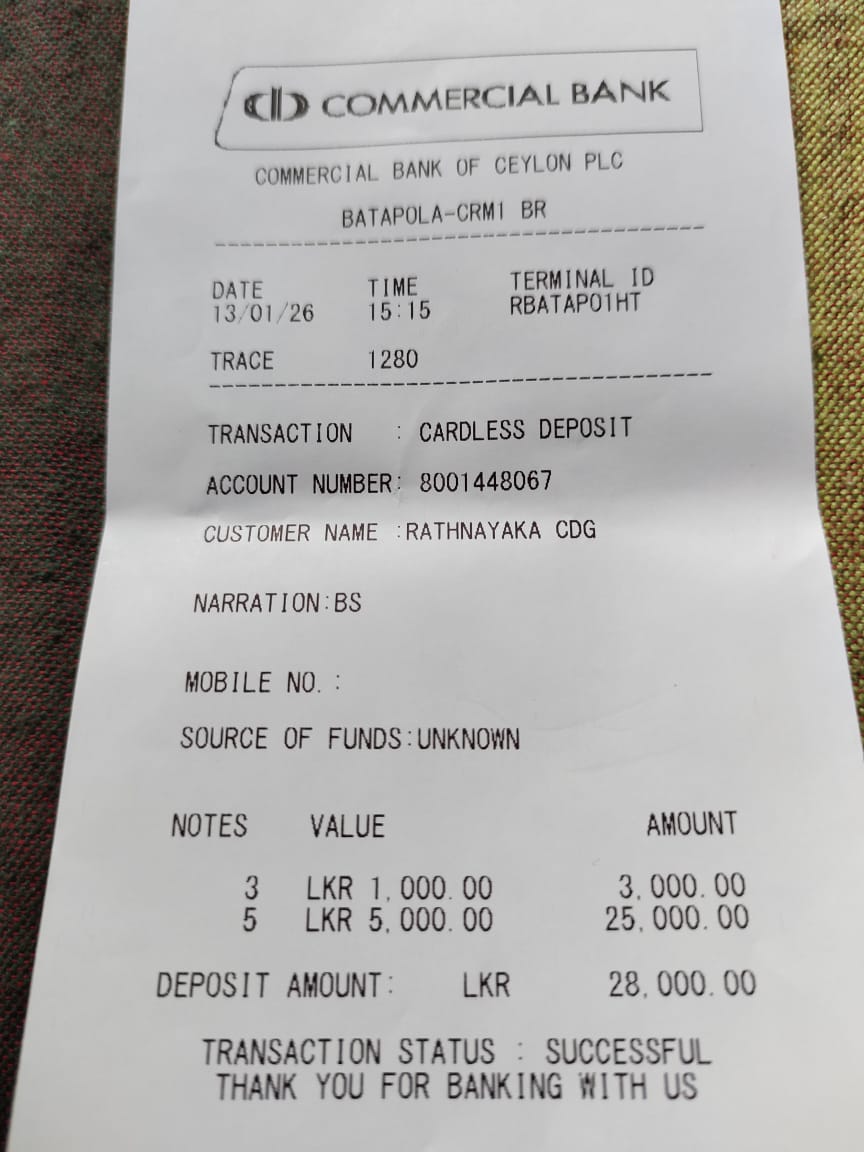 COMMERCIAL BANK
COMMERCIAL BANK OF CEYLON PLC
BATAPOLA-CRM1 BR
DATE TIME TERMINAL ID
13/01/26 15:15 RBATAP01HT
TRACE 1280
TRANSACTION : CARDLESS DEPOSIT
ACCOUNT NUMBER: 8001448067
CUSTOMER NAME :RATHNAYAKA CDG
NARRATION:BS
MOBILE NO. :
SOURCE OF FUNDS:UNKNOWN
NOTES VALUE AMOUNT
3 LKR 1,000.00 3,000.00
5 LKR 5,000.00 25,000.00
DEPOSIT AMOUNT: LKR 28,000.00
TRANSACTION STATUS : SUCCESSFUL
THANK YOU FOR BANKING WITH US